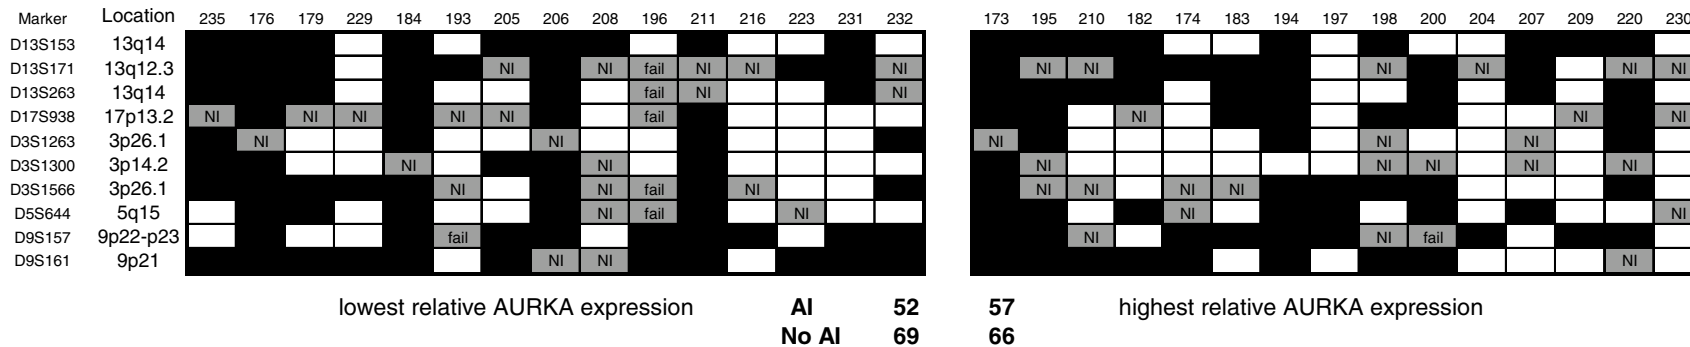 Marker Location 235 176 179 229 184 193 205 206 208 196 211 216 223 231 232 173 195 210 182 174 183 194 197 198 200 204 207 209 220 230
D13S153 13q14
D13S171 13q12.3 NI NI fail NI NI NI NI NI NI NI NI NI
D13S263 13q14 fail NI NI
D17S938 17p13.2 NI NI NI NI NI fail NI NI NI
D3S1263 3p26.1 NI NI NI NI NI
D3S1300 3p14.2 NI NI NI NI NI NI NI
D3S1566 3p26.1 NI NI fail NI NI NI NI NI
D5S644 5q15 NI fail NI NI NI
D9S157 9p22-p23 fail NI NI fail
D9S161 9p21 NI NI NI
lowest relative AURKA expression AI 52 57 highest relative AURKA expression
No AI 69 66